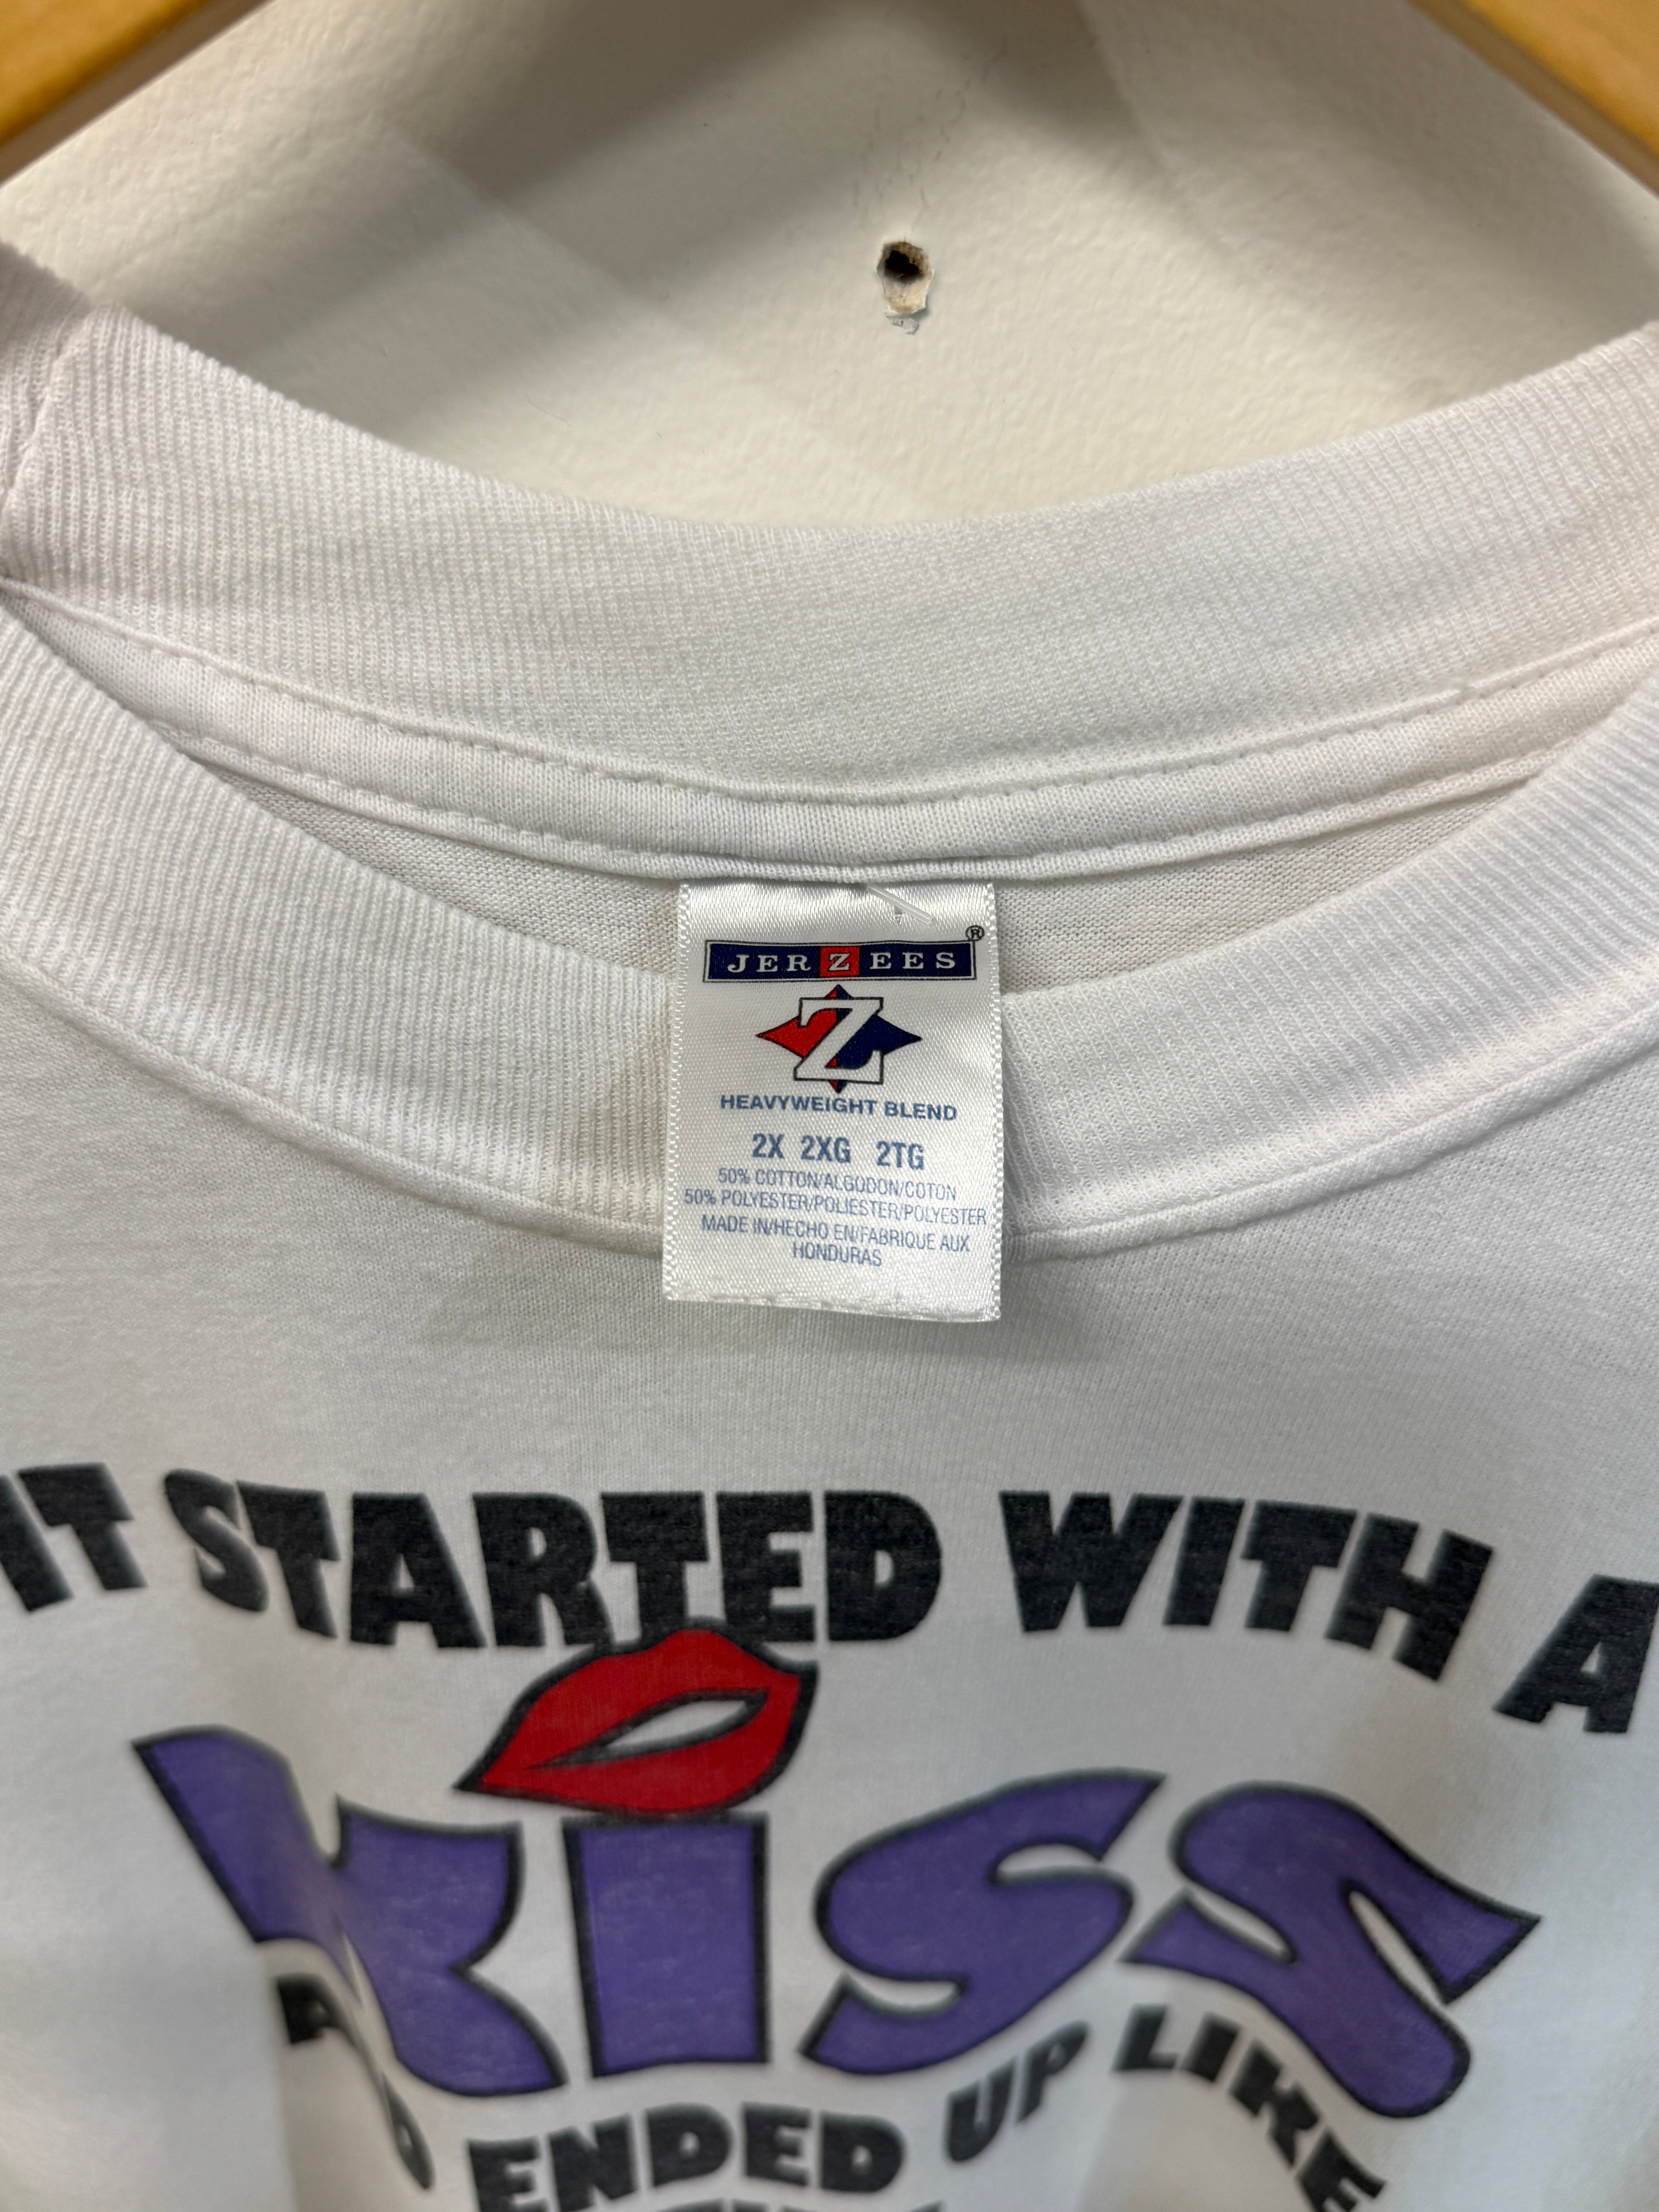 JERZEES®
Z
HEAVYWEIGHT BLEND
2X 2XG 2TG
50% COTTON/ALGODON/COTON
50% POLYESTER/POLIESTER/POLYESTER
MADE IN/HECHO EN/FABRIQUE AUX
HONDURAS
IT STARTED WITH A
KISS
AND ENDED UP LIKE